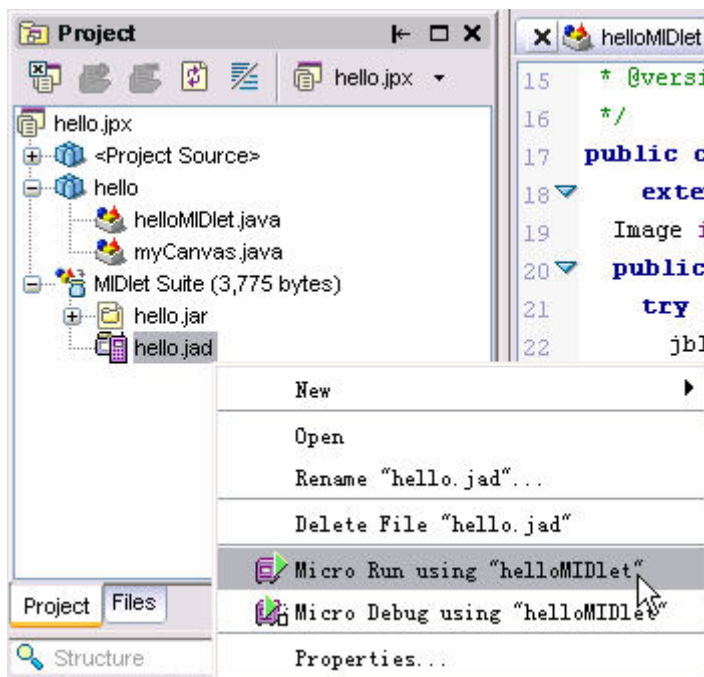 Project
hello.jpx
hello.jpx
<Project Source>
hello
helloMIDlet.java
myCanvas.java
MIDlet Suite (3,775 bytes)
hello.jar
hello.jad
Project Files
Structure
helloMIDlet
15 * @versi
16 */
17 public c
18 exte
19 Image i
20 public
21 try
22 jbl
New
Open
Rename "hello.jad"...
Delete File "hello.jad"
Micro Run using "helloMIDlet"
Micro Debug using "helloMIDlet"
Properties...